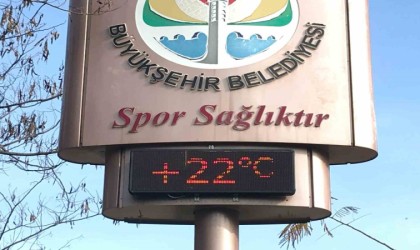 BÜYÜKŞEHİR BELEDİYESİ
Spor Sağlıktır
+22°C